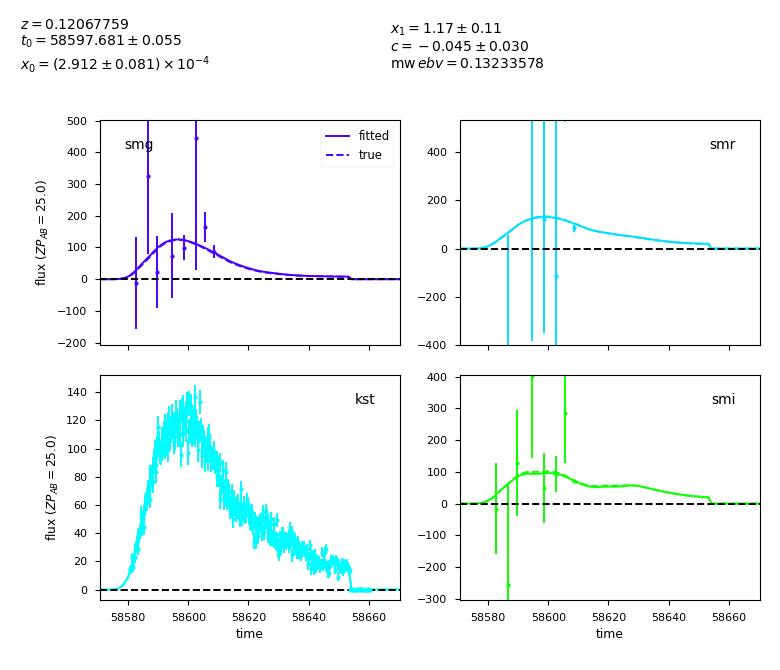 z = 0.12067759
t₀ = 58597.681 ± 0.055
x₀ = (2.912 ± 0.081) × 10⁻⁴
x₁ = 1.17 ± 0.11
c = −0.045 ± 0.030
mwebv = 0.13233578
smg
fitted
true
flux (ZP_AB = 25.0)
500
400
300
200
100
0
−100
−200
smr
400
200
0
−200
−400
kst
flux (ZP_AB = 25.0)
140
120
100
80
60
40
20
0
58580 58600 58620 58640 58660
time
smi
400
300
200
100
0
−100
−200
−300
58580 58600 58620 58640 58660
time